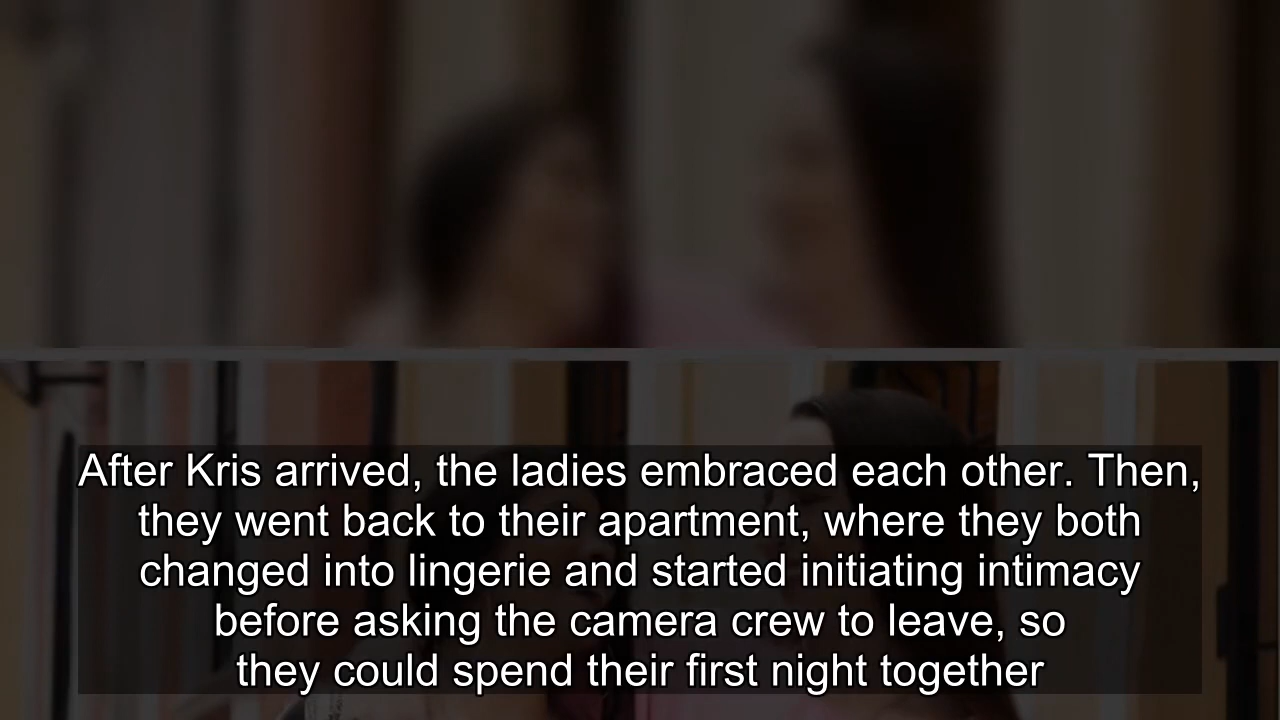 After Kris arrived, the ladies embraced each other. Then,
they went back to their apartment, where they both
changed into lingerie and started initiating intimacy
before asking the camera crew to leave, so
they could spend their first night together